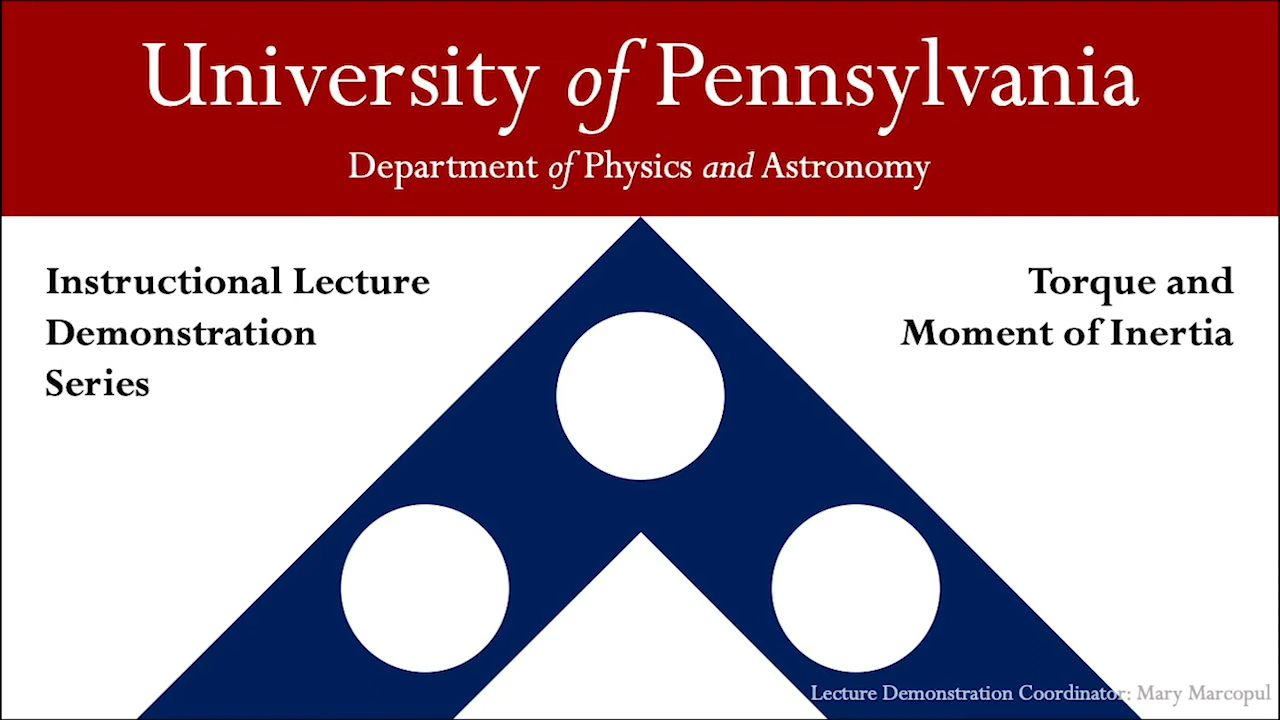 University of Pennsylvania
Department of Physics and Astronomy
Instructional Lecture
Demonstration
Series
Torque and
Moment of Inertia
Lecture Demonstration Coordinator: Mary Marcopul